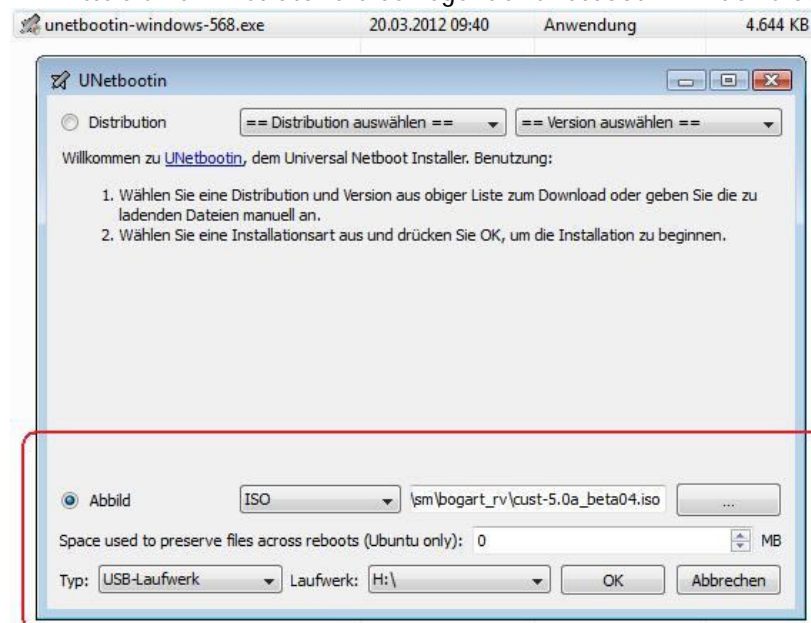 unetbootin-windows-568.exe 20.03.2012 09:40 Anwendung 4.644 KB
UNetbootin
Distribution == Distribution auswählen == == Version auswählen ==
Willkommen zu UNetbootin, dem Universal Netboot Installer. Benutzung:
1. Wählen Sie eine Distribution und Version aus obiger Liste zum Download oder geben Sie die zu
ladenden Dateien manuell an.
2. Wählen Sie eine Installationsart aus und drücken Sie OK, um die Installation zu beginnen.
Abbild ISO \sm\bogart_rv\cust-5.0a_beta04.iso ...
Space used to preserve files across reboots (Ubuntu only): 0 MB
Typ: USB-Laufwerk Laufwerk: H:\ OK Abbrechen